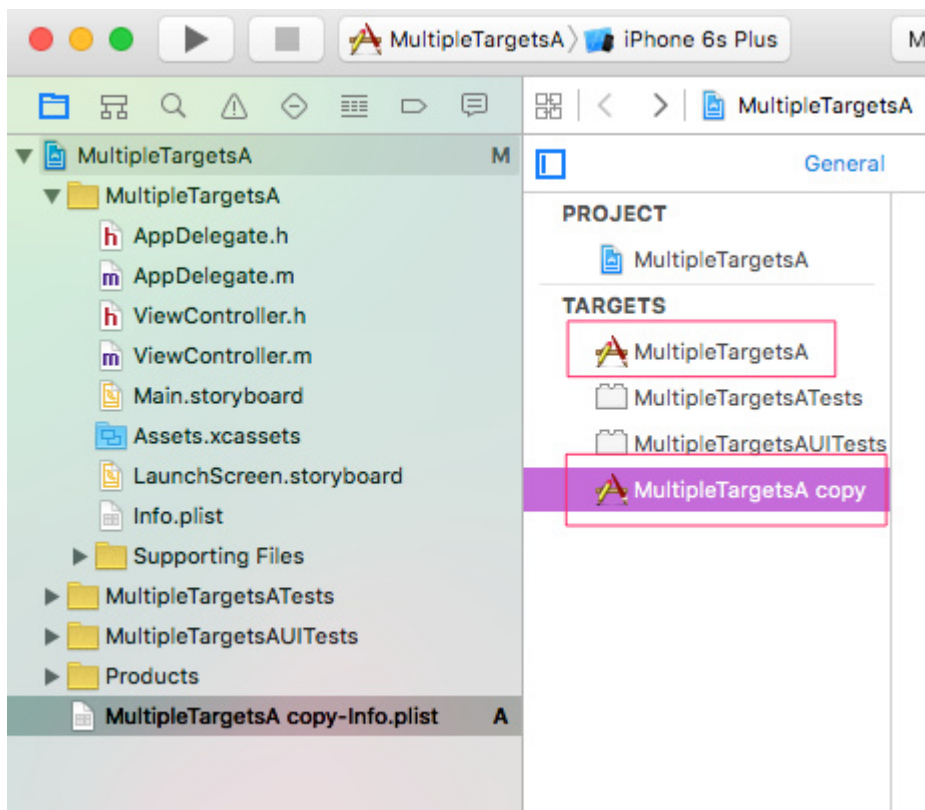 MultipleTargetsA iPhone 6s Plus M
MultipleTargetsA
General
MultipleTargetsA M
MultipleTargetsA
h AppDelegate.h
m AppDelegate.m
h ViewController.h
m ViewController.m
Main.storyboard
Assets.xcassets
LaunchScreen.storyboard
Info.plist
Supporting Files
MultipleTargetsATests
MultipleTargetsAUITests
Products
MultipleTargetsA copy-Info.plist A
PROJECT
MultipleTargetsA
TARGETS
MultipleTargetsA
MultipleTargetsATests
MultipleTargetsAUITests
MultipleTargetsA copy